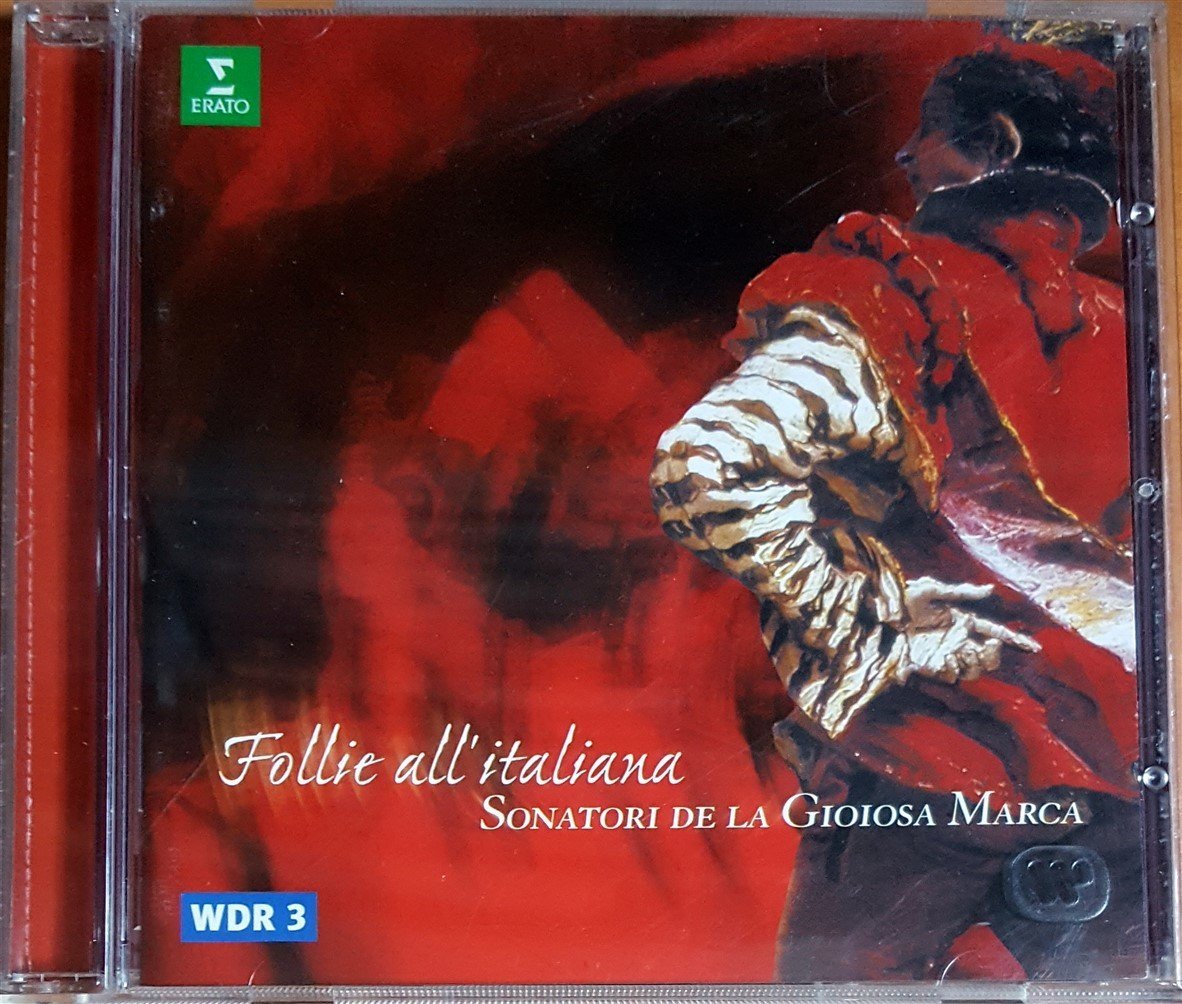 ERATO
Follie all'italiana
SONATORI DE LA GIOIOSA MARCA
WDR 3